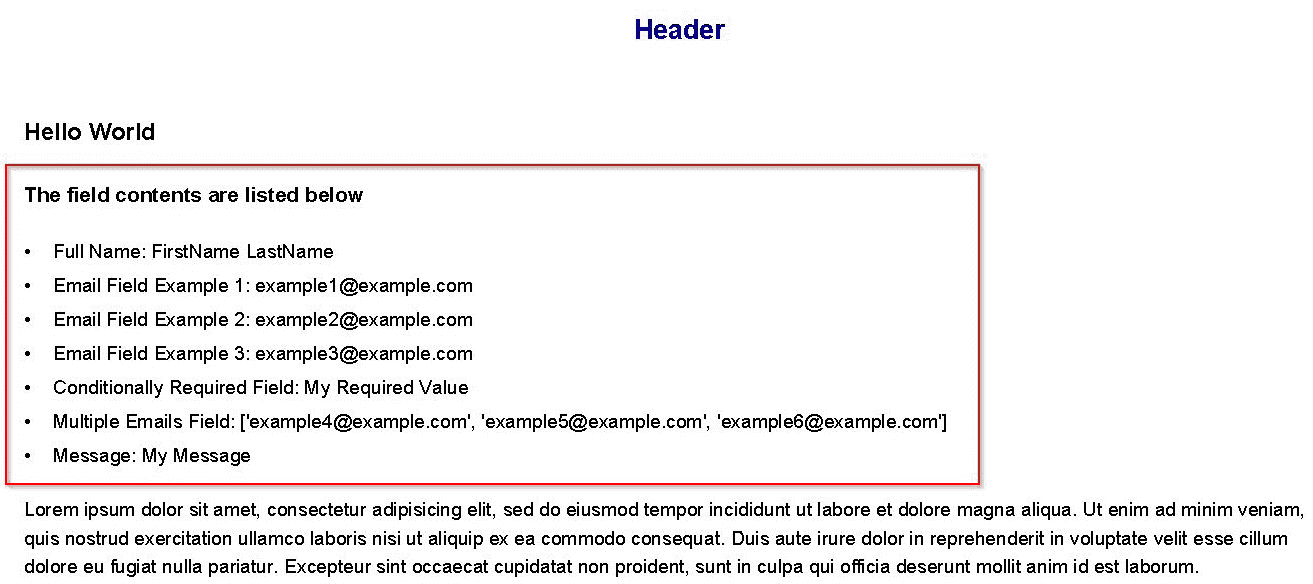 Header
Hello World
The field contents are listed below
• Full Name: FirstName LastName
• Email Field Example 1: example1@example.com
• Email Field Example 2: example2@example.com
• Email Field Example 3: example3@example.com
• Conditionally Required Field: My Required Value
• Multiple Emails Field: ['example4@example.com', 'example5@example.com', 'example6@example.com']
• Message: My Message
Lorem ipsum dolor sit amet, consectetur adipisicing elit, sed do eiusmod tempor incididunt ut labore et dolore magna aliqua. Ut enim ad minim veniam,
quis nostrud exercitation ullamco laboris nisi ut aliquip ex ea commodo consequat. Duis aute irure dolor in reprehenderit in voluptate velit esse cillum
dolore eu fugiat nulla pariatur. Excepteur sint occaecat cupidatat non proident, sunt in culpa qui officia deserunt mollit anim id est laborum.